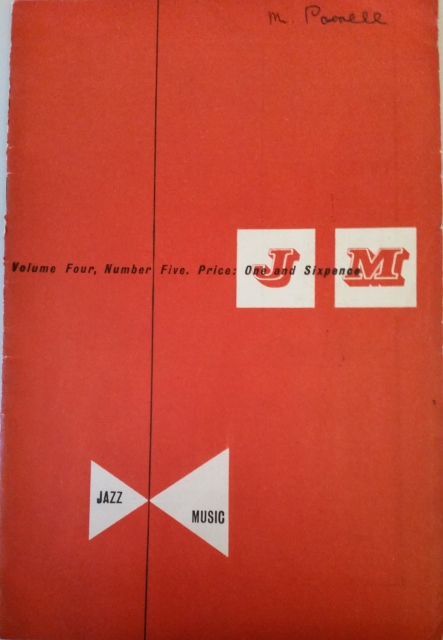 M. Parnell
J M
Volume Four, Number Five. Price: One and Sixpence
JAZZ
MUSIC